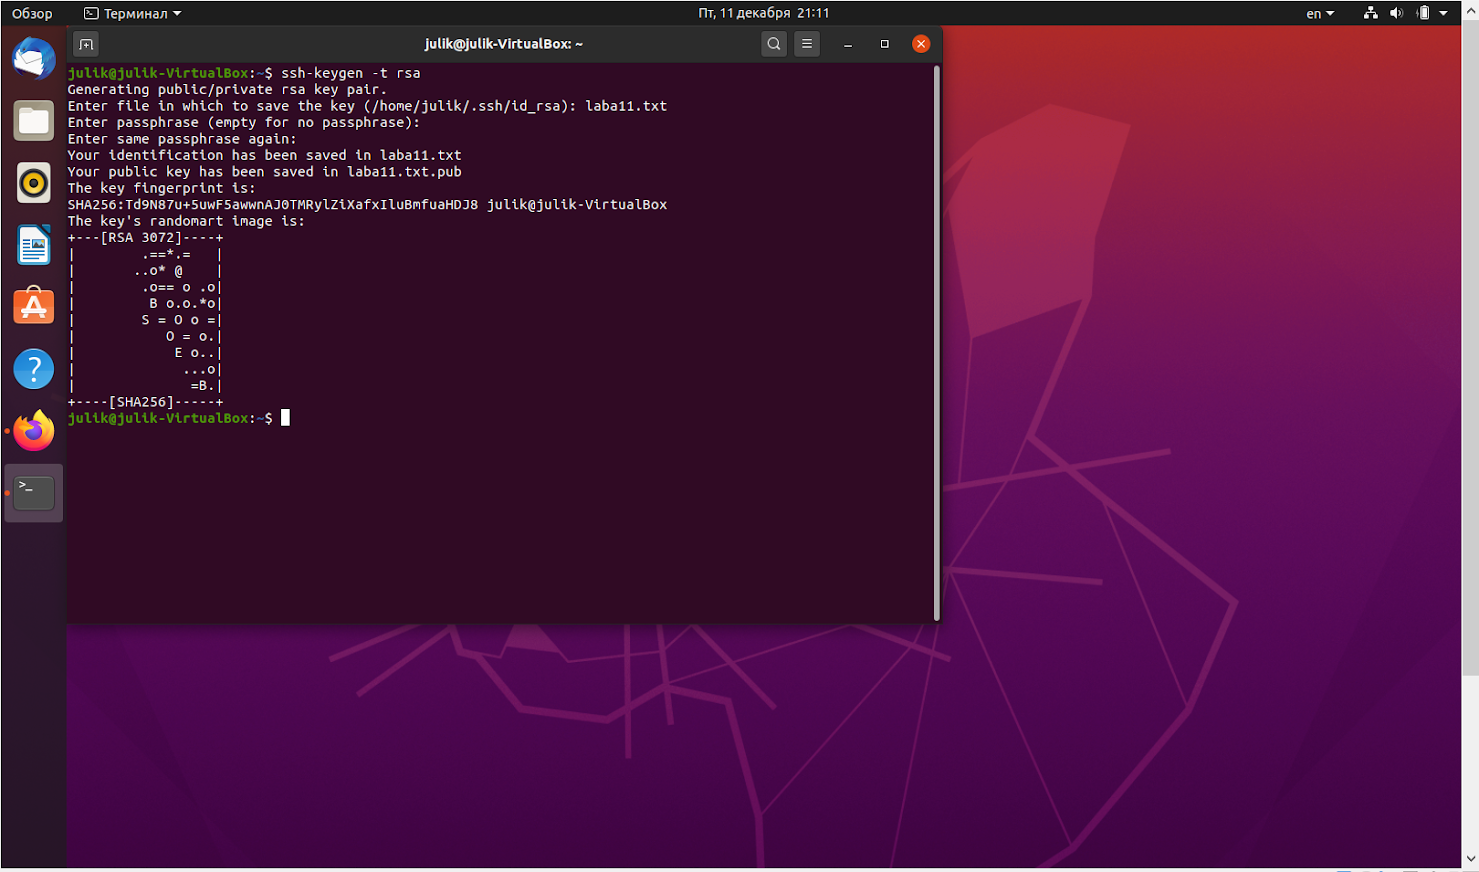 Обзор Терминал Пт, 11 декабря 21:11 en
julik@julik-VirtualBox: ~
julik@julik-VirtualBox:~$ ssh-keygen -t rsa
Generating public/private rsa key pair.
Enter file in which to save the key (/home/julik/.ssh/id_rsa): laba11.txt
Enter passphrase (empty for no passphrase):
Enter same passphrase again:
Your identification has been saved in laba11.txt
Your public key has been saved in laba11.txt.pub
The key fingerprint is:
SHA256:Td9N87u+5uwF5awwnAJ0TMRylZiXafxIluBmfuaHDJ8 julik@julik-VirtualBox
The key's randomart image is:
+---[RSA 3072]----+
|        .==*.=   |
|       ..o* @    |
|        .o== o .o|
|         B o.o.*o|
|        S = O o =|
|           O = o.|
|            E o..|
|             ...o|
|              =B.|
+----[SHA256]-----+
julik@julik-VirtualBox:~$